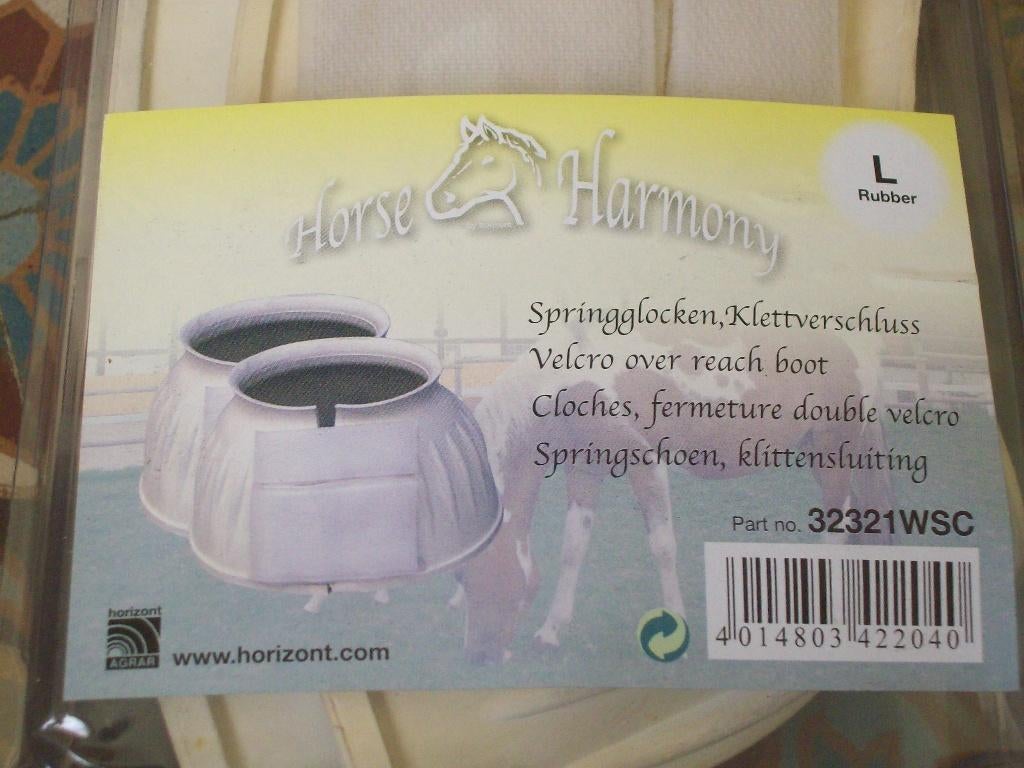 Horse Harmony
L
Rubber
Springglocken,Klettverschluss
Velcro over reach boot
Cloches, fermeture double velcro
Springschoen, klittensluiting
Part no. 32321WSC
4 014803 422040
horizont
AGRAR
www.horizont.com